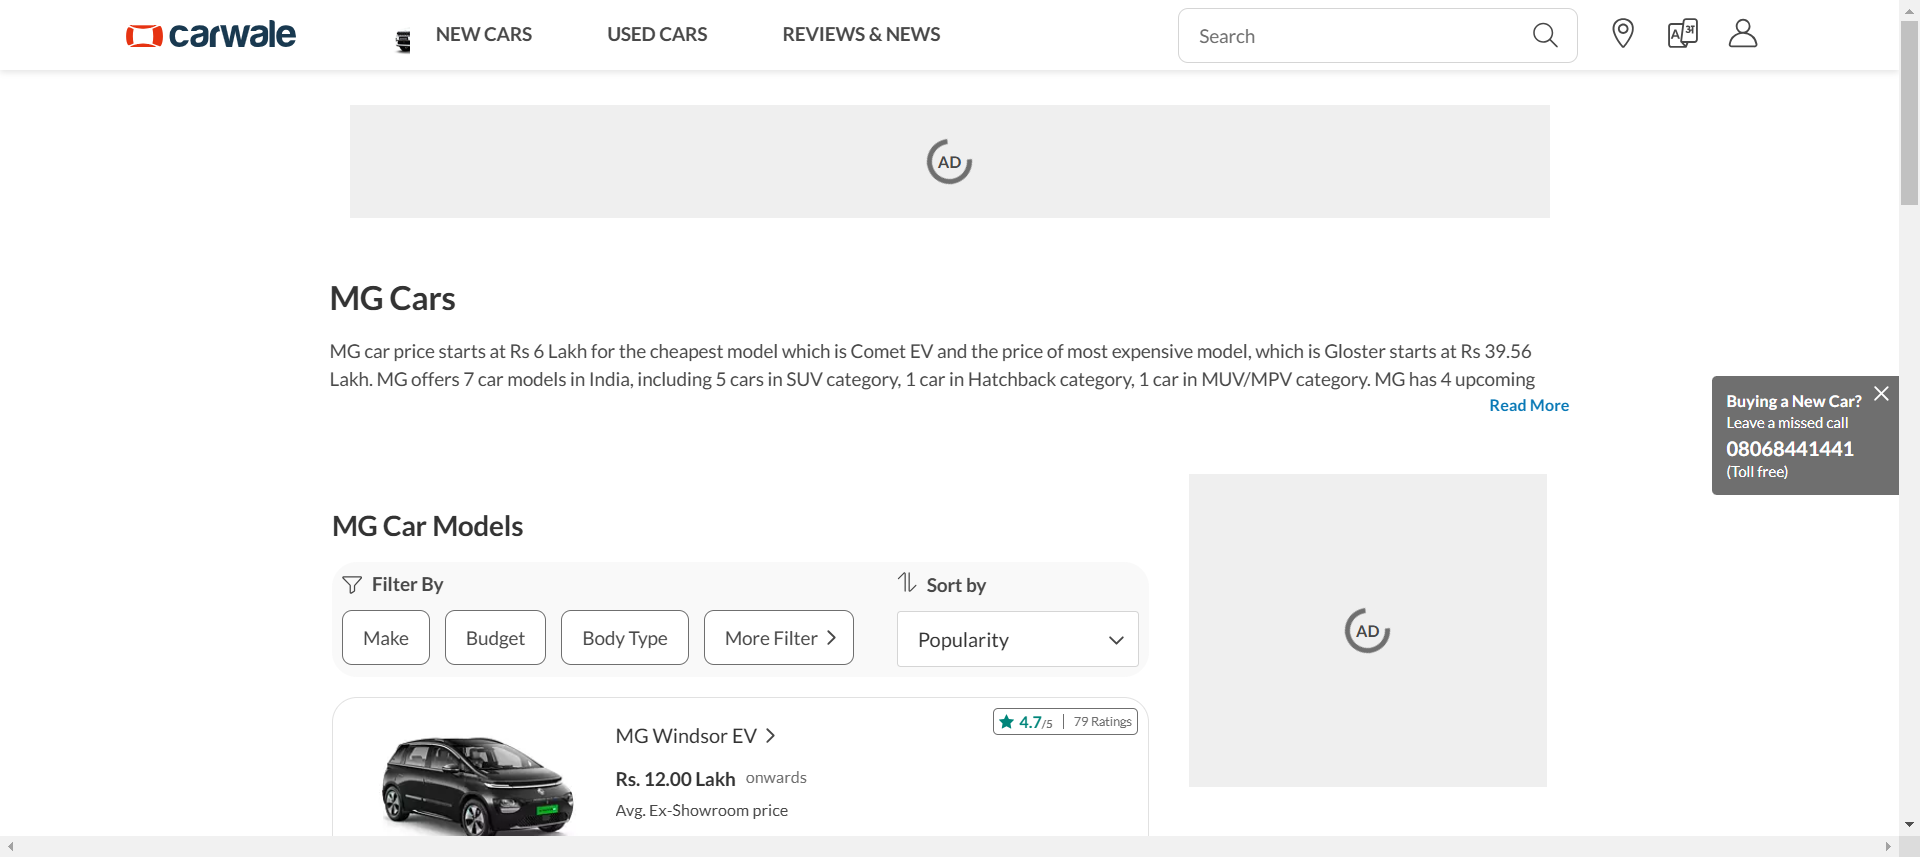 carwale
NEW CARS
USED CARS
REVIEWS & NEWS
Search
AD
MG Cars
MG car price starts at Rs 6 Lakh for the cheapest model which is Comet EV and the price of most expensive model, which is Gloster starts at Rs 39.56
Lakh. MG offers 7 car models in India, including 5 cars in SUV category, 1 car in Hatchback category, 1 car in MUV/MPV category. MG has 4 upcoming
Read More
Buying a New Car?
Leave a missed call
08068441441
(Toll free)
MG Car Models
Filter By
Sort by
Make
Budget
Body Type
More Filter
Popularity
AD
4.7/5 | 79 Ratings
MG Windsor EV
Rs. 12.00 Lakh onwards
Avg. Ex-Showroom price